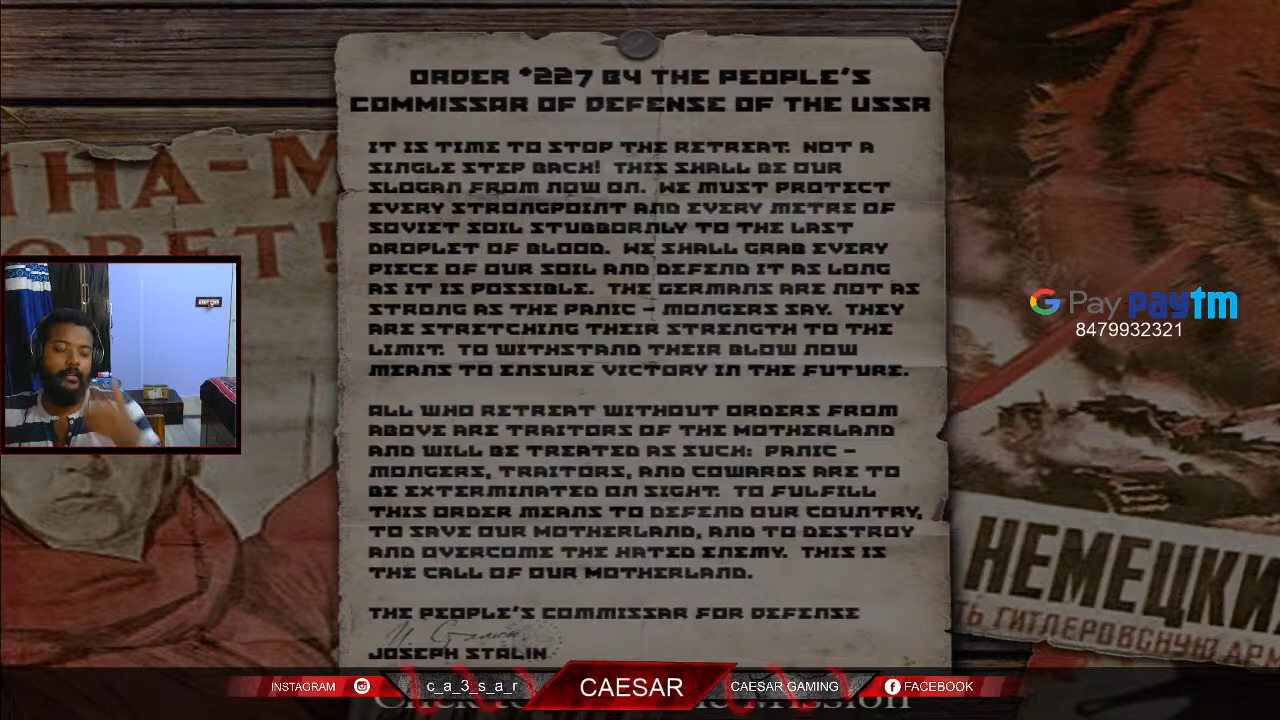 ORDER *227 BY THE PEOPLE'S
COMMISSAR OF DEFENSE OF THE USSR
IT IS TIME TO STOP THE RETREAT. NOT A
SINGLE STEP BACK! THIS SHALL BE OUR
SLOGAN FROM NOW ON. WE MUST PROTECT
EVERY STRONGPOINT AND EVERY METRE OF
SOVIET SOIL STUBBORNLY TO THE LAST
DROPLET OF BLOOD. WE SHALL GRAB EVERY
PIECE OF OUR SOIL AND DEFEND IT AS LONG
AS IT IS POSSIBLE. THE GERMANS ARE NOT AS
STRONG AS THE PANIC - MONGERS SAY. THEY
ARE STRETCHING THEIR STRENGTH TO THE
LIMIT. TO WITHSTAND THEIR BLOW NOW
MEANS TO ENSURE VICTORY IN THE FUTURE.
ALL WHO RETREAT WITHOUT ORDERS FROM
ABOVE ARE TRAITORS OF THE MOTHERLAND
AND WILL BE TREATED AS SUCH: PANIC -
MONGERS, TRAITORS, AND COWARDS ARE TO
BE EXTERMINATED ON SIGHT. TO FULFILL
THIS ORDER MEANS TO DEFEND OUR COUNTRY,
TO SAVE OUR MOTHERLAND, AND TO DESTROY
AND OVERCOME THE HATED ENEMY. THIS IS
THE CALL OF OUR MOTHERLAND.
THE PEOPLE'S COMMISSAR FOR DEFENSE
JOSEPH STALIN
ИНА-М
ОВЕТ!
G Pay paytm
8479932321
НЕМЕЦКИ
ТЬ ГИТЛЕРОВСКУЮ АРМ
INSTAGRAM c_a_3_s_a_r CAESAR CAESAR GAMING FACEBOOK
Mission